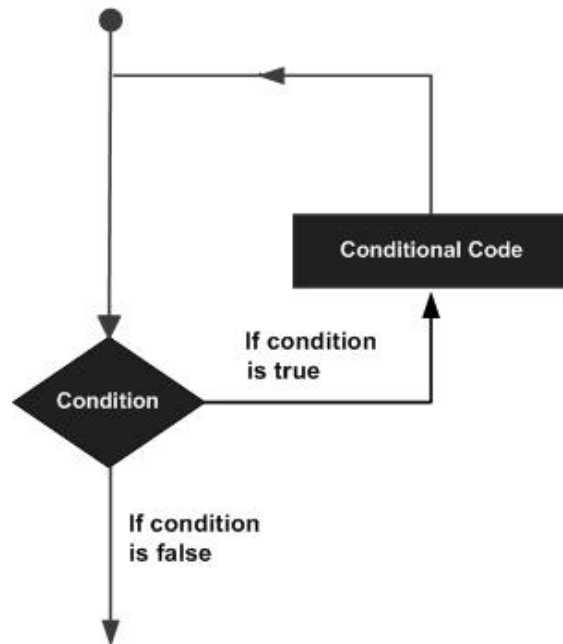 Conditional Code
If condition
is true
Condition
If condition
is false